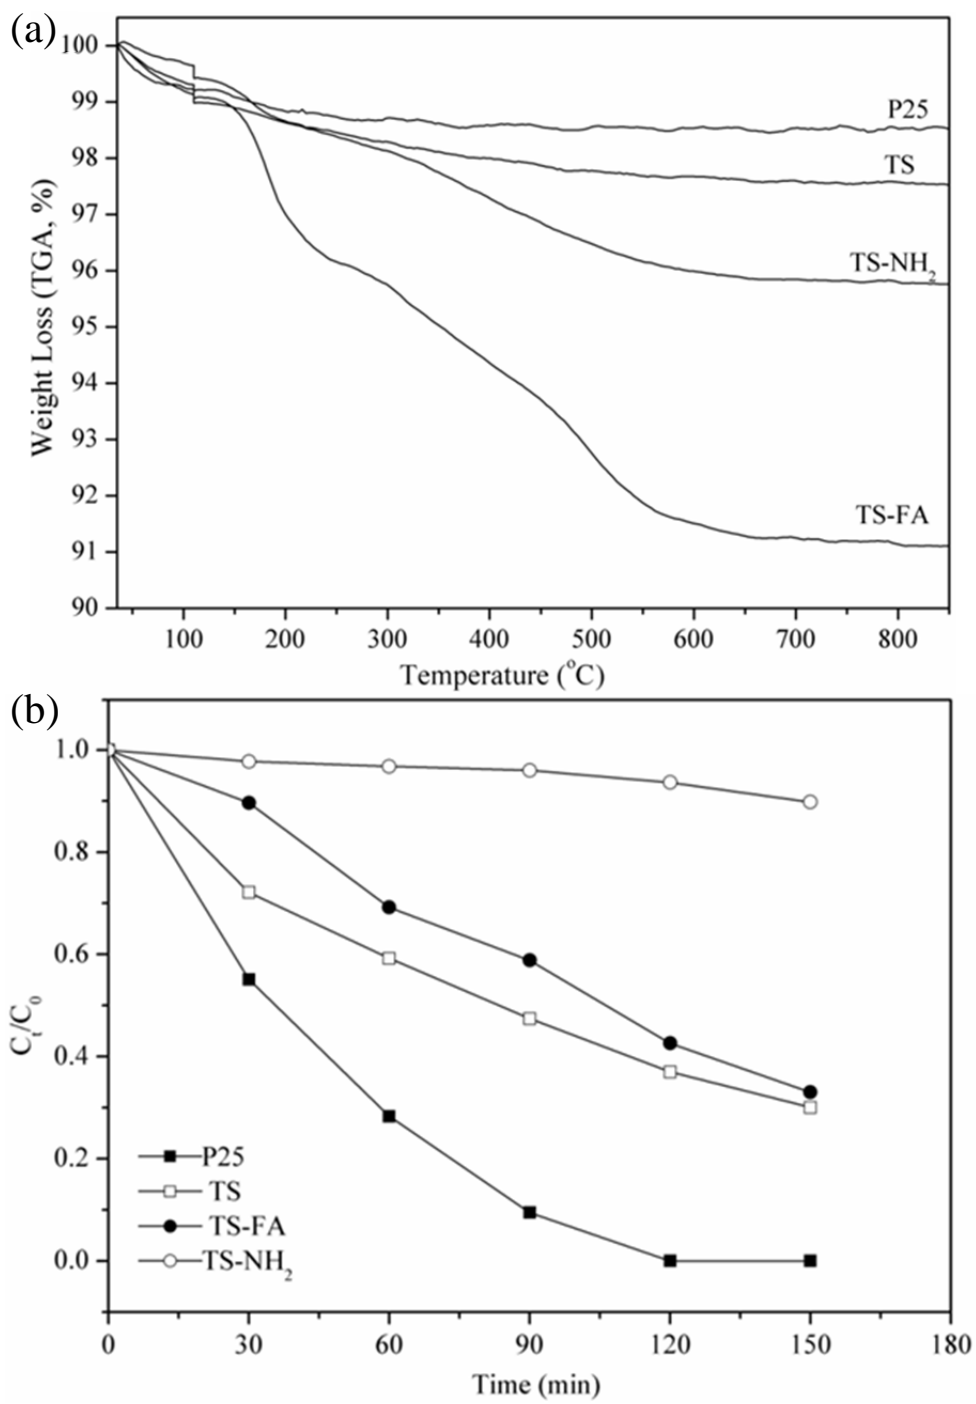 (a)
100
99
98
97
96
95
94
93
92
91
90
Weight Loss (TGA, %)
P25
TS
TS-NH2
TS-FA
100 200 300 400 500 600 700 800
Temperature (°C)
(b)
1.0
0.8
0.6
0.4
0.2
0.0
Ct/C0
P25
TS
TS-FA
TS-NH2
0 30 60 90 120 150 180
Time (min)